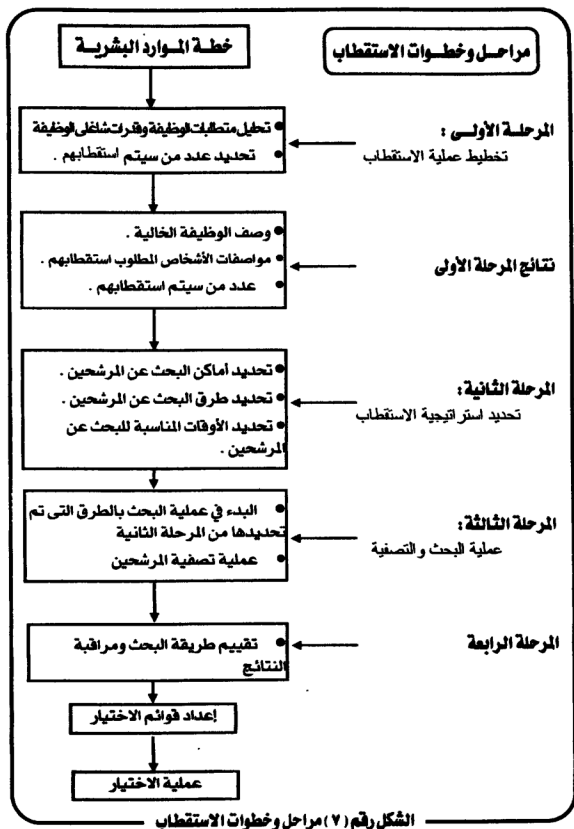 مراحل وخطوات الاستقطاب
خطة الموارد البشرية
المرحلة الأولى :
تخطيط عملية الاستقطاب
● تحليل متطلبات الوظيفة وقدرات شاغلى الوظيفة
● تحديد عدد من سيتم استقطابهم .
نتائج المرحلة الأولى
● وصف الوظيفة الخالية .
● مواصفات الأشخاص المطلوب استقطابهم .
● عدد من سيتم استقطابهم .
المرحلة الثانية :
تحديد استراتيجية الاستقطاب
● تحديد أماكن البحث عن المرشحين .
● تحديد طرق البحث عن المرشحين .
● تحديد الأوقات المناسبة للبحث عن
المرشحين .
المرحلة الثالثة :
عملية البحث والتصفية
● البدء في عملية البحث بالطرق التى تم
تحديدها من المرحلة الثانية
● عملية تصفية المرشحين
المرحلة الرابعة
● تقييم طريقة البحث ومراقبة
النتائج
إعداد قوائم الاختيار
عملية الاختيار
الشكل رقم ( ٧ ) مراحل وخطوات الاستقطاب